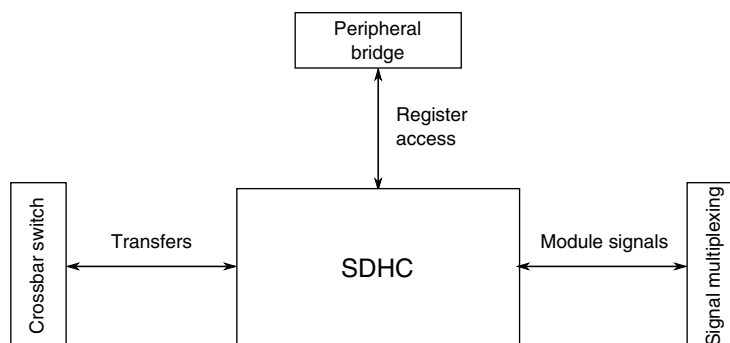 Peripheral
bridge
Register
access
Crossbar switch
Transfers
SDHC
Module signals
Signal multiplexing